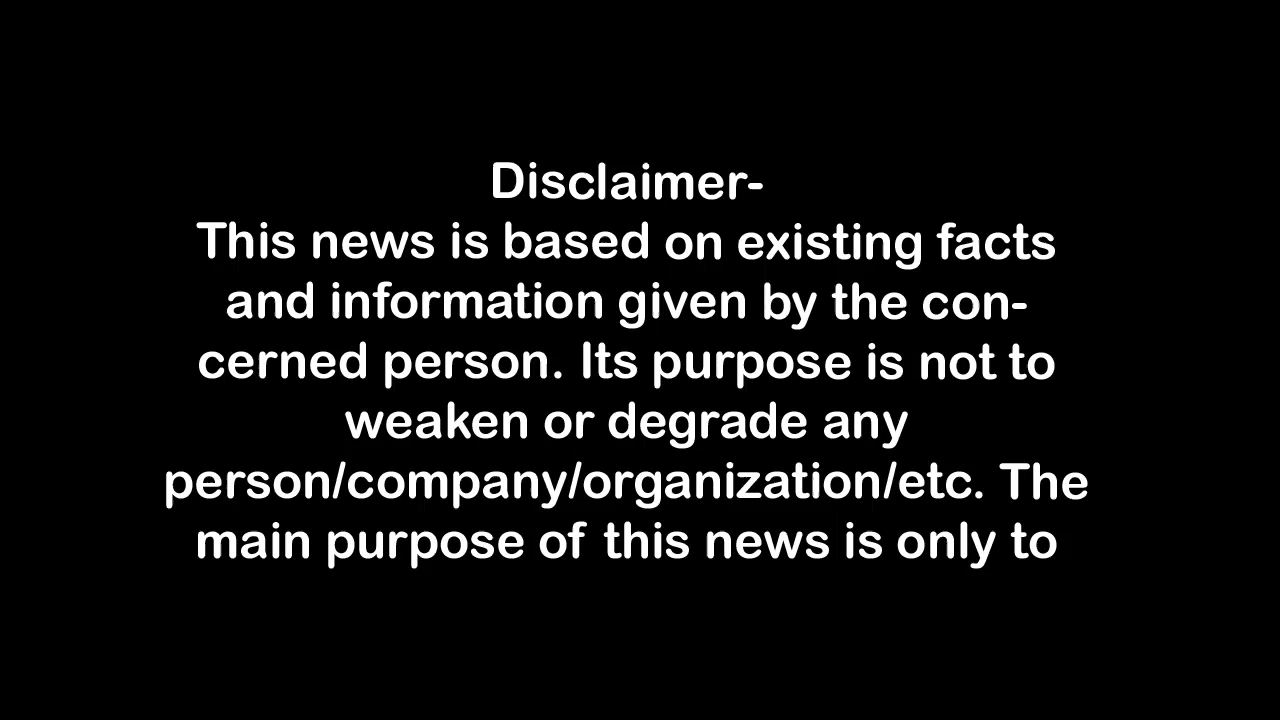 Disclaimer-
This news is based on existing facts
and information given by the con-
cerned person. Its purpose is not to
weaken or degrade any
person/company/organization/etc. The
main purpose of this news is only to